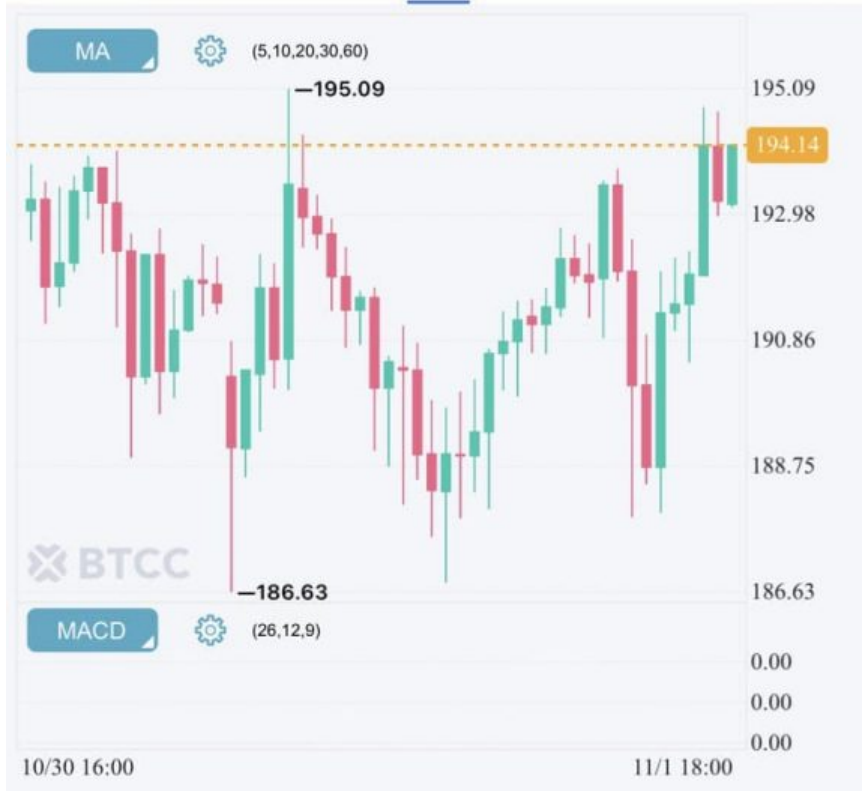 MA (5,10,20,30,60)
195.09
195.09
194.14
192.98
190.86
188.75
BTCC
186.63
186.63
MACD (26,12,9)
0.00
0.00
0.00
10/30 16:00 11/1 18:00